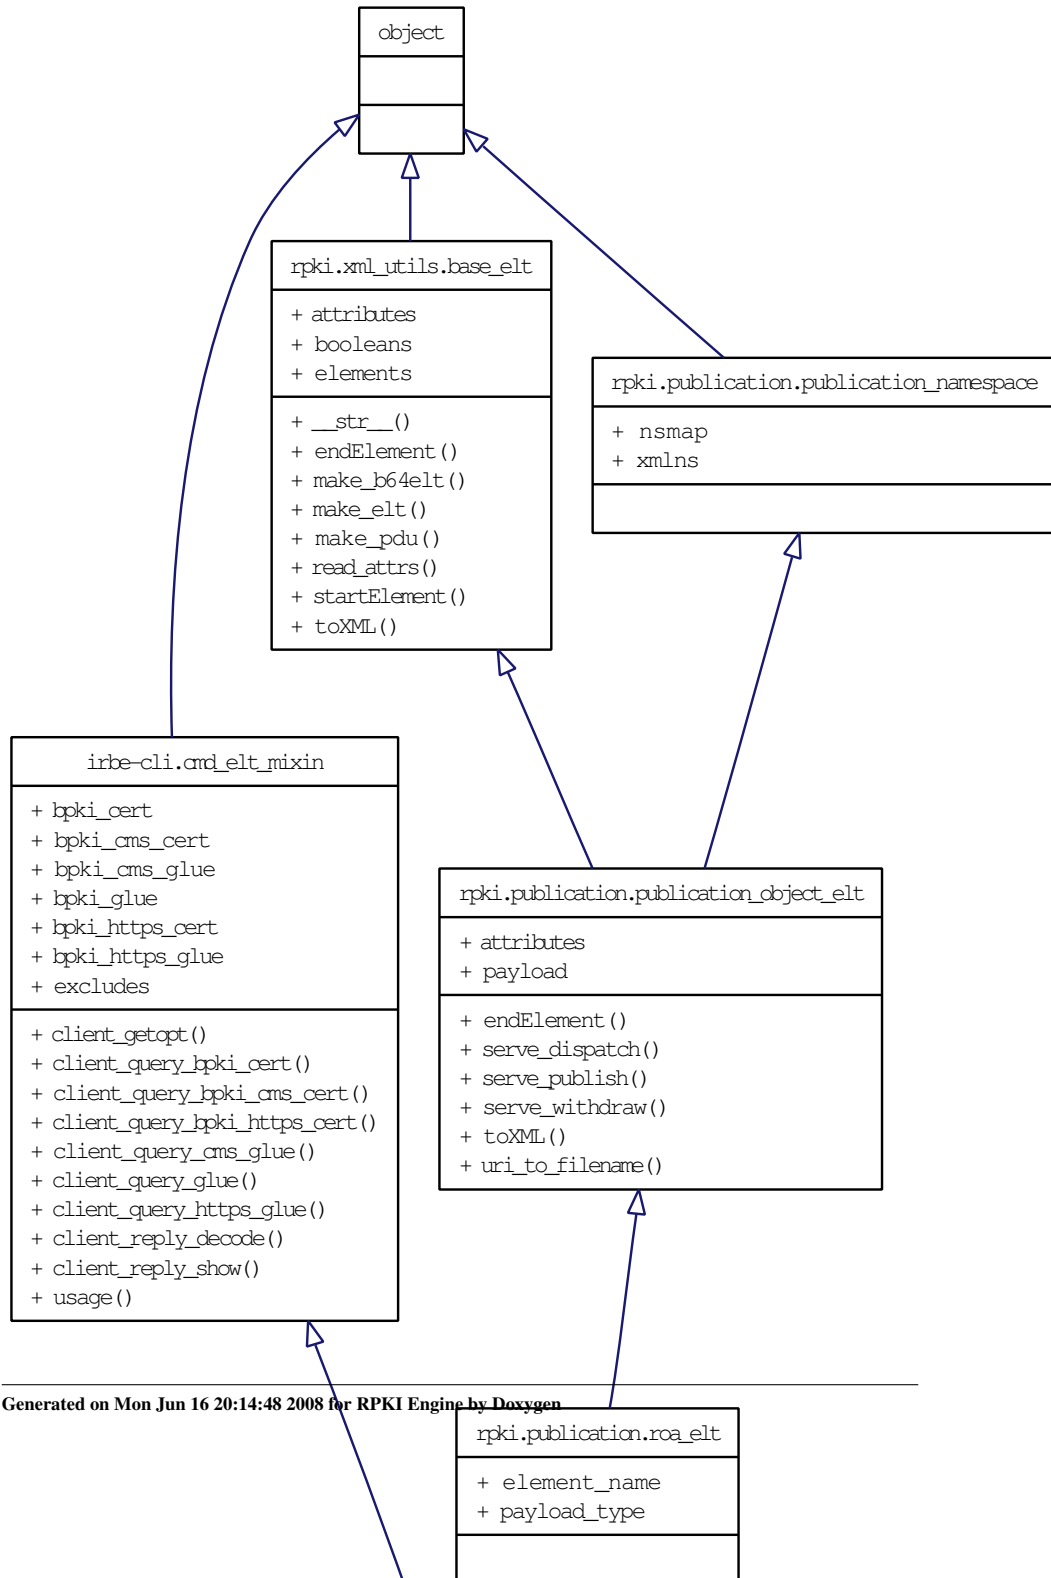 object
rpki.xml_utils.base_elt
+ attributes
+ booleans
+ elements
+ __str__()
+ endElement()
+ make_b64elt()
+ make_elt()
+ make_pdu()
+ read_attrs()
+ startElement()
+ toXML()
rpki.publication.publication_namespace
+ nsmap
+ xmlns
irbe-cli.cmd_elt_mixin
+ bpki_cert
+ bpki_cms_cert
+ bpki_cms_glue
+ bpki_glue
+ bpki_https_cert
+ bpki_https_glue
+ excludes
+ client_getopt()
+ client_query_bpki_cert()
+ client_query_bpki_cms_cert()
+ client_query_bpki_https_cert()
+ client_query_cms_glue()
+ client_query_glue()
+ client_query_https_glue()
+ client_reply_decode()
+ client_reply_show()
+ usage()
rpki.publication.publication_object_elt
+ attributes
+ payload
+ endElement()
+ serve_dispatch()
+ serve_publish()
+ serve_withdraw()
+ toXML()
+ uri_to_filename()
Generated on Mon Jun 16 20:14:48 2008 for RPKI Engine by Doxygen
rpki.publication.roa_elt
+ element_name
+ payload_type